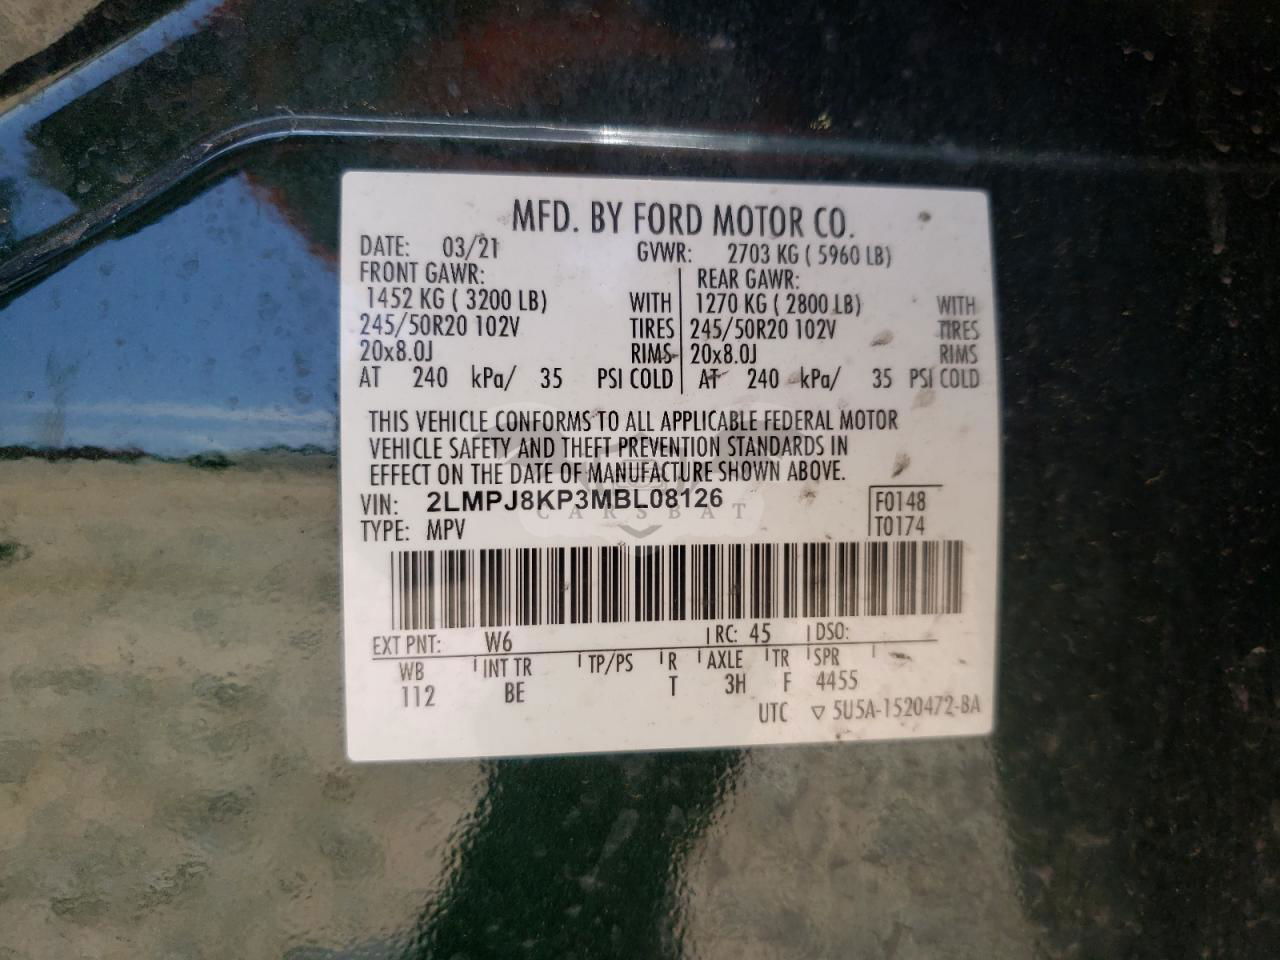 MFD. BY FORD MOTOR CO.
DATE: 03/21 GVWR: 2703 KG ( 5960 LB)
FRONT GAWR: REAR GAWR:
1452 KG ( 3200 LB) WITH 1270 KG ( 2800 LB) WITH
245/50R20 102V TIRES 245/50R20 102V TIRES
20x8.0J RIMS 20x8.0J RIMS
AT 240 kPa/ 35 PSI COLD AT 240 kPa/ 35 PSI COLD
THIS VEHICLE CONFORMS TO ALL APPLICABLE FEDERAL MOTOR
VEHICLE SAFETY AND THEFT PREVENTION STANDARDS IN
EFFECT ON THE DATE OF MANUFACTURE SHOWN ABOVE.
VIN: 2LMPJ8KP3MBL08126 F0148
CARSBAT
TYPE: MPV T0174
EXT PNT: W6 RC: 45 DSO:
WB INT TR TP/PS R AXLE TR SPR
112 BE T 3H F 4455
UTC ▽ 5U5A-1520472-BA